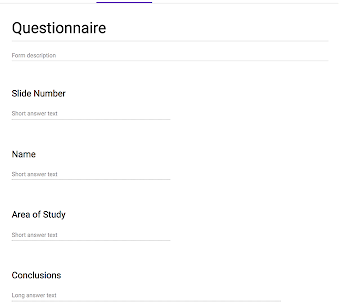 Questionnaire
Form description
Slide Number
Short answer text
Name
Short answer text
Area of Study
Short answer text
Conclusions
Long answer text